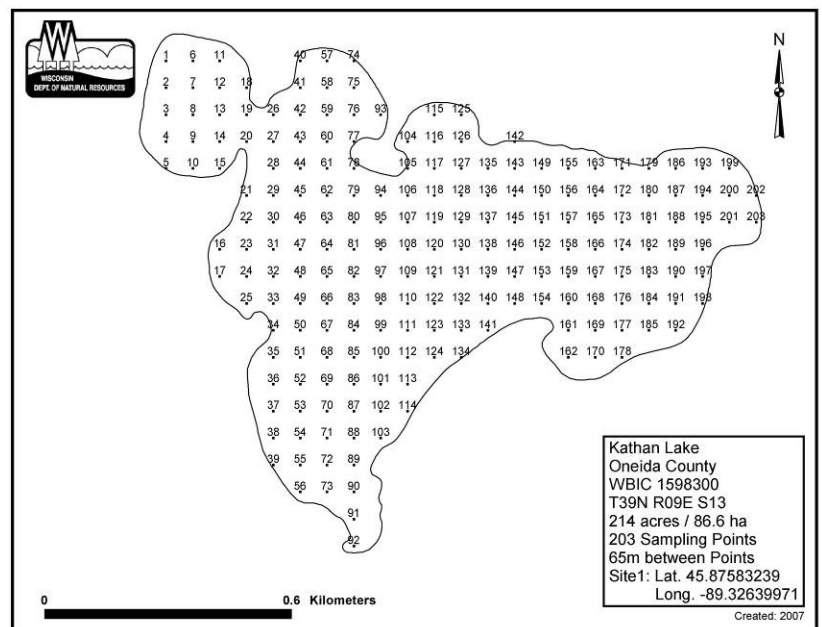 WISCONSIN
DEPT. OF NATURAL RESOURCES
N
1 6 11 40 57 74
2 7 12 18 41 58 75
3 8 13 19 26 42 59 76 93 115 125
4 9 14 20 27 43 60 77 104 116 126 142
5 10 15 28 44 61 78 105 117 127 135 143 149 155 163 171 179 186 193 199
21 29 45 62 79 94 106 118 128 136 144 150 156 164 172 180 187 194 200 202
22 30 46 63 80 95 107 119 129 137 145 151 157 165 173 181 188 195 201 203
16 23 31 47 64 81 96 108 120 130 138 146 152 158 166 174 182 189 196
17 24 32 48 65 82 97 109 121 131 139 147 153 159 167 175 183 190 197
25 33 49 66 83 98 110 122 132 140 148 154 160 168 176 184 191 198
34 50 67 84 99 111 123 133 141 161 169 177 185 192
35 51 68 85 100 112 124 134 162 170 178
36 52 69 86 101 113
37 53 70 87 102 114
38 54 71 88 103
39 55 72 89
56 73 90
91
92
Kathan Lake
Oneida County
WBIC 1598300
T39N R09E S13
214 acres / 86.6 ha
203 Sampling Points
65m between Points
Site1: Lat. 45.87583239
Long. -89.32639971
0 0.6 Kilometers
Created: 2007